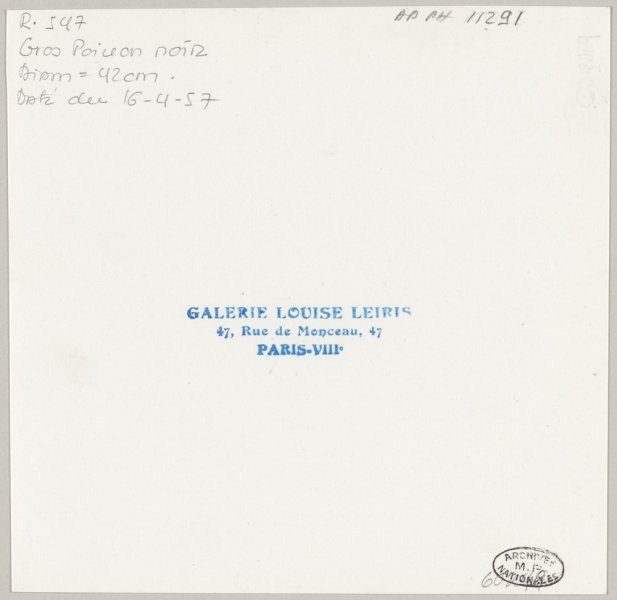 R. 547
AP PH 11291
Gros Poisson noir
Diam = 42cm.
Daté du 16-4-57
GALERIE LOUISE LEIRIS
47, Rue de Monceau, 47
PARIS-VIIIe
ARCHIVES
M. P.
NATIONALES